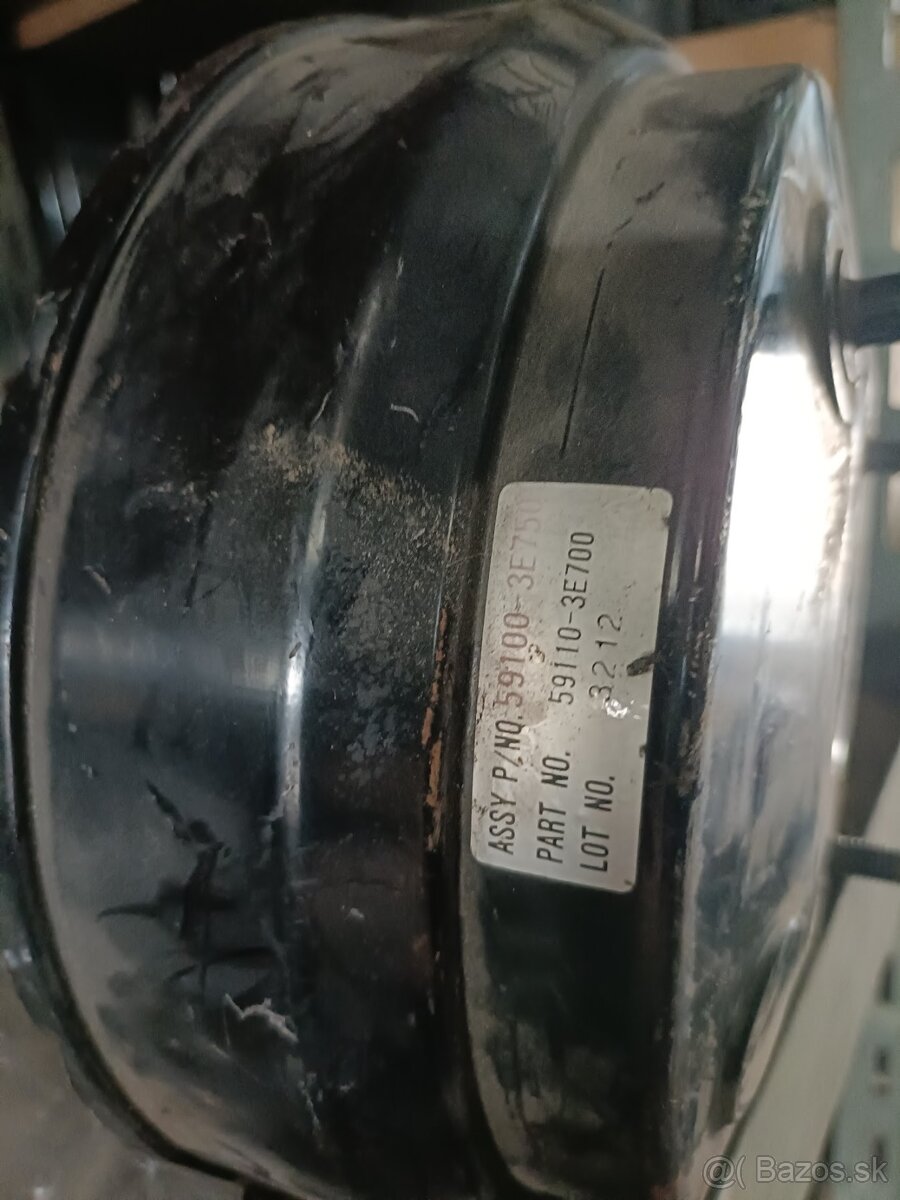 ASSY P/NO. 59100-3E750
PART NO. 59110-3E700
LOT NO. 3212
@( Bazos.sk